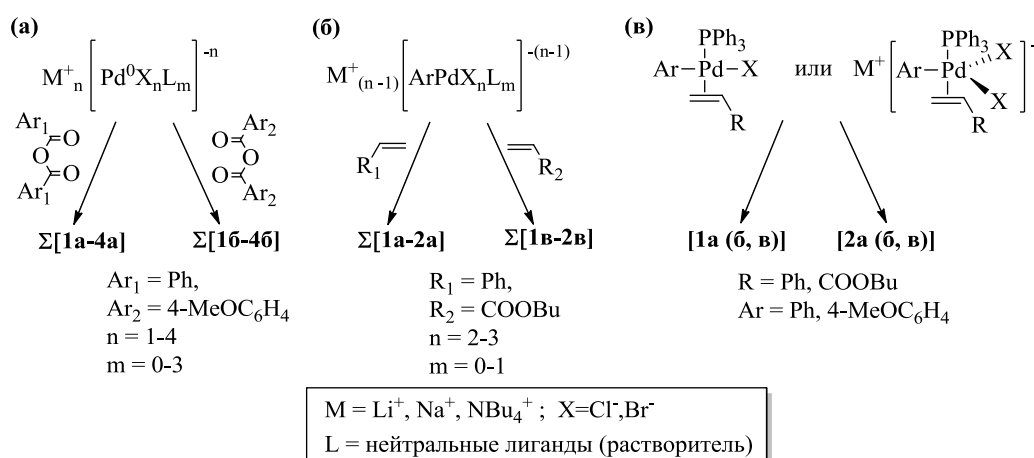 (а)
M⁺ₙ[Pd⁰XₙLₘ]⁻ⁿ
Ar₁ O O O Ar₁
Ar₂ O O O Ar₂
Σ[1а-4а] Σ[1б-4б]
Ar₁ = Ph,
Ar₂ = 4-MeOC₆H₄
n = 1-4
m = 0-3
(б)
M⁺₍ₙ₋₁₎[ArPdXₙLₘ]⁻⁽ⁿ⁻¹⁾
R₁ R₂
Σ[1а-2а] Σ[1в-2в]
R₁ = Ph,
R₂ = COOBu
n = 2-3
m = 0-1
(в)
PPh₃
Ar Pd X
R
или
M⁺[
PPh₃ X
Ar Pd
X
R
]⁻
[1а (б, в)] [2а (б, в)]
R = Ph, COOBu
Ar = Ph, 4-MeOC₆H₄
M = Li⁺, Na⁺, NBu₄⁺ ; X=Cl⁻,Br⁻
L = нейтральные лиганды (растворитель)